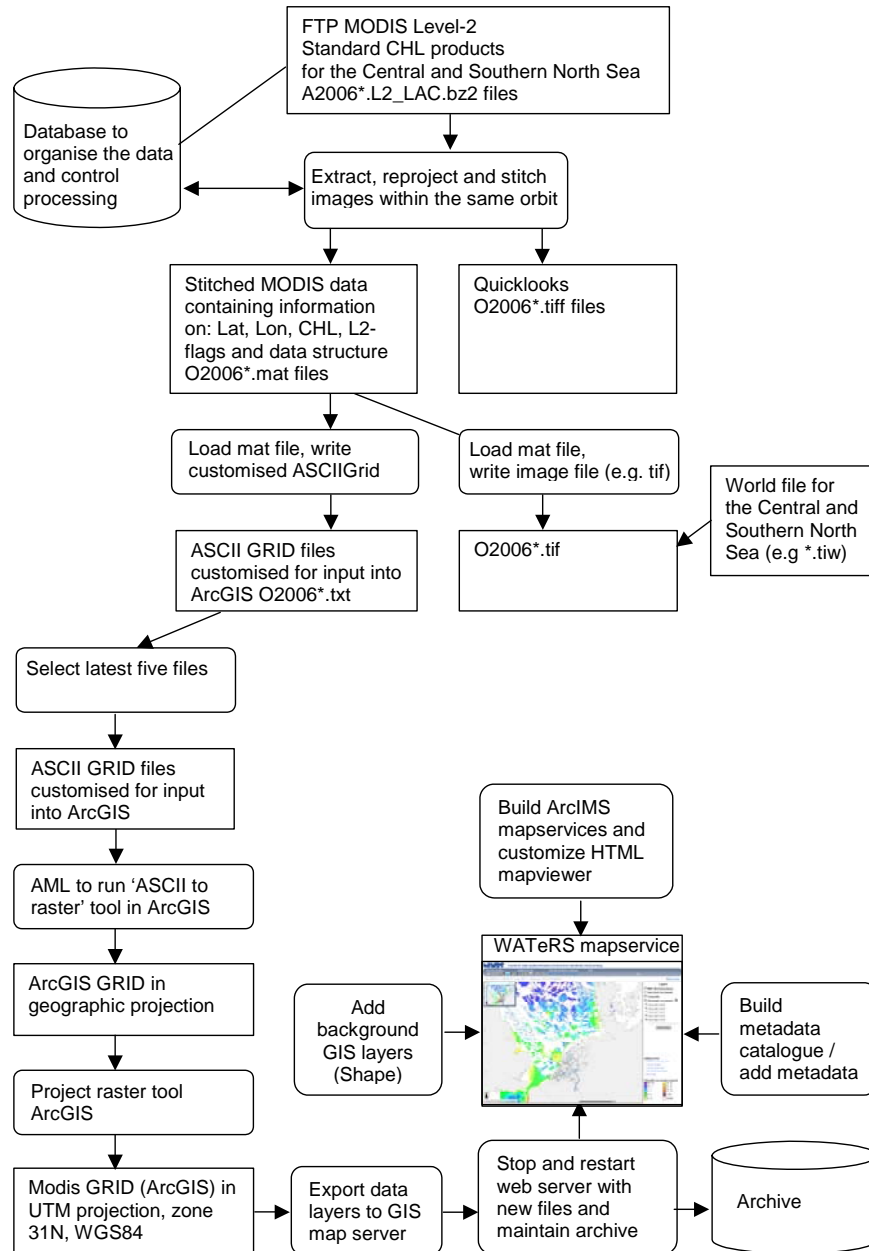 FTP MODIS Level-2
Standard CHL products
for the Central and Southern North Sea
A2006*.L2_LAC.bz2 files
Database to
organise the data
and control
processing
Extract, reproject and stitch
images within the same orbit
Stitched MODIS data
containing information
on: Lat, Lon, CHL, L2-
flags and data structure
O2006*.mat files
Quicklooks
O2006*.tiff files
Load mat file, write
customised ASCIIGrid
Load mat file,
write image file (e.g. tif)
World file for
the Central and
Southern North
Sea (e.g *.tiw)
ASCII GRID files
customised for input into
ArcGIS O2006*.txt
O2006*.tif
Select latest five files
ASCII GRID files
customised for input
into ArcGIS
Build ArcIMS
mapservices and
customize HTML
mapviewer
AML to run ‘ASCII to
raster’ tool in ArcGIS
WATeRS mapservice
ArcGIS GRID in
geographic projection
Add
background
GIS layers
(Shape)
Build
metadata
catalogue /
add metadata
Project raster tool
ArcGIS
Modis GRID (ArcGIS) in
UTM projection, zone
31N, WGS84
Export data
layers to GIS
map server
Stop and restart
web server with
new files and
maintain archive
Archive